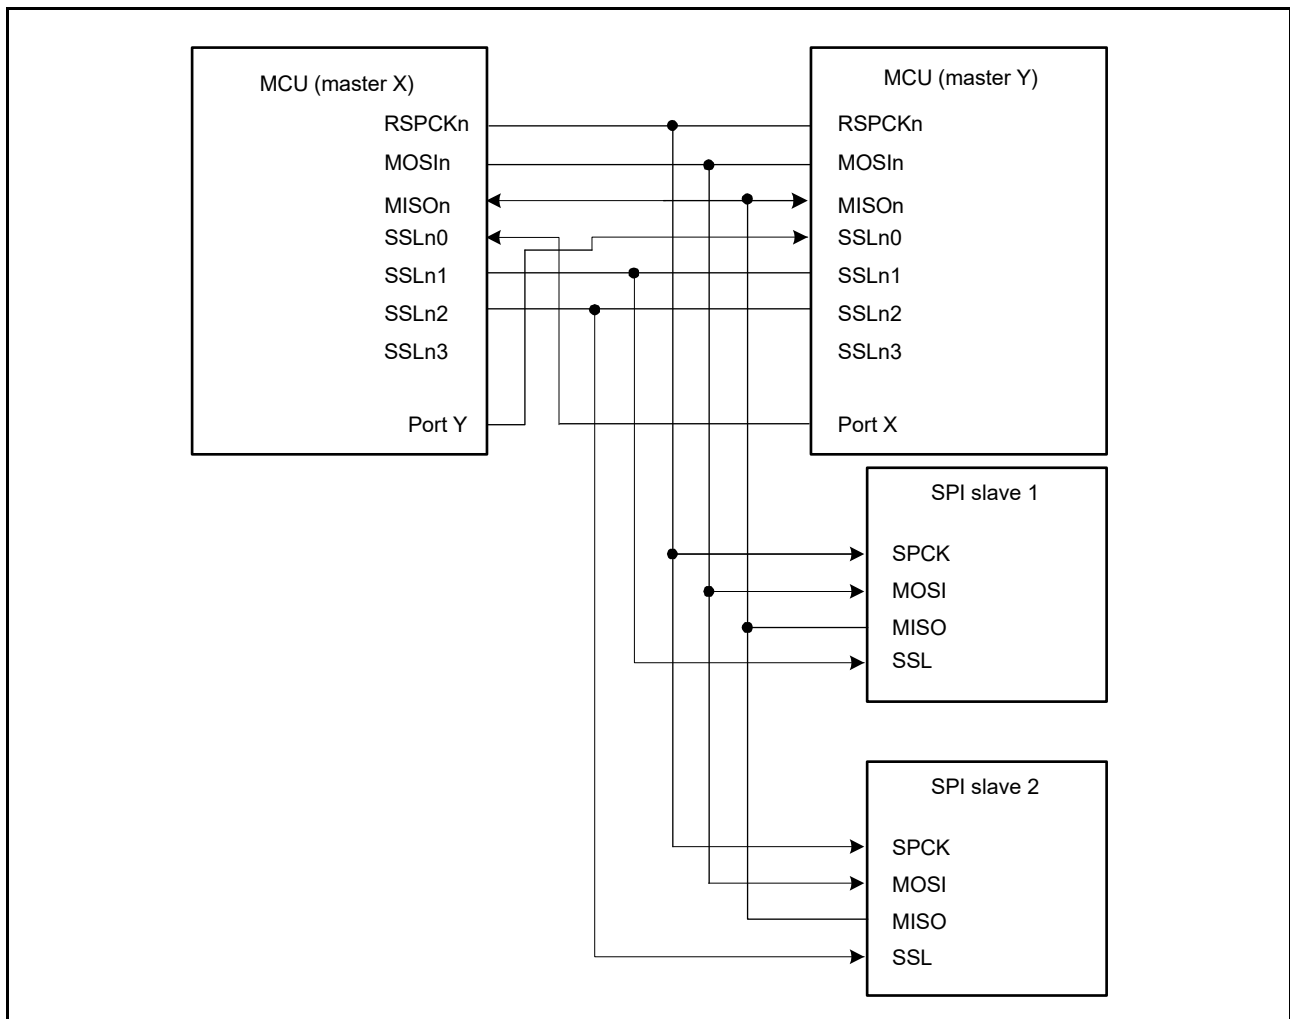 MCU (master X)
RSPCKn
MOSIn
MISOn
SSLn0
SSLn1
SSLn2
SSLn3
Port Y
MCU (master Y)
RSPCKn
MOSIn
MISOn
SSLn0
SSLn1
SSLn2
SSLn3
Port X
SPI slave 1
SPCK
MOSI
MISO
SSL
SPI slave 2
SPCK
MOSI
MISO
SSL